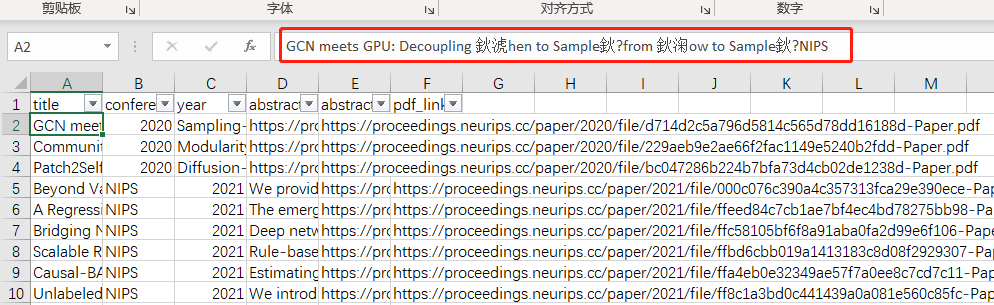 剪贴板 字体 对齐方式 数字
A2 GCN meets GPU: Decoupling 鈥滤hen to Sample鈥?from 鈥淗ow to Sample鈥?NIPS
A B C D E F G H I J K L M
1 title confere year abstract abstract pdf_link
2 GCN meet 2020 Sampling- https://pro https://proceedings.neurips.cc/paper/2020/file/d714d2c5a796d5814c565d78dd16188d-Paper.pdf
3 Communi 2020 Modularity https://pro https://proceedings.neurips.cc/paper/2020/file/229aeb9e2ae66f2fac1149e5240b2fdd-Paper.pdf
4 Patch2Self 2020 Diffusion- https://pro https://proceedings.neurips.cc/paper/2020/file/bc047286b224b7bfa73d4cb02de1238d-Paper.pdf
5 Beyond Va NIPS 2021 We provid https://pro https://proceedings.neurips.cc/paper/2021/file/000c076c390a4c357313fca29e390ece-Pa
6 A Regress NIPS 2021 The emerg https://pro https://proceedings.neurips.cc/paper/2021/file/ffeed84c7cb1ae7bf4ec4bd78275bb98-Pa
7 Bridging N NIPS 2021 Deep netw https://pro https://proceedings.neurips.cc/paper/2021/file/ffc58105bf6f8a91aba0fa2d99e6f106-Pap
8 Scalable R NIPS 2021 Rule-base https://pro https://proceedings.neurips.cc/paper/2021/file/ffbd6cbb019a1413183c8d08f2929307-Pa
9 Causal-BA NIPS 2021 Estimating https://pro https://proceedings.neurips.cc/paper/2021/file/ffa4eb0e32349ae57f7a0ee8c7cd7c11-Pap
10 Unlabeled NIPS 2021 We introd https://pro https://proceedings.neurips.cc/paper/2021/file/ff8c1a3bd0c441439a0a081e560c85fc-Pap